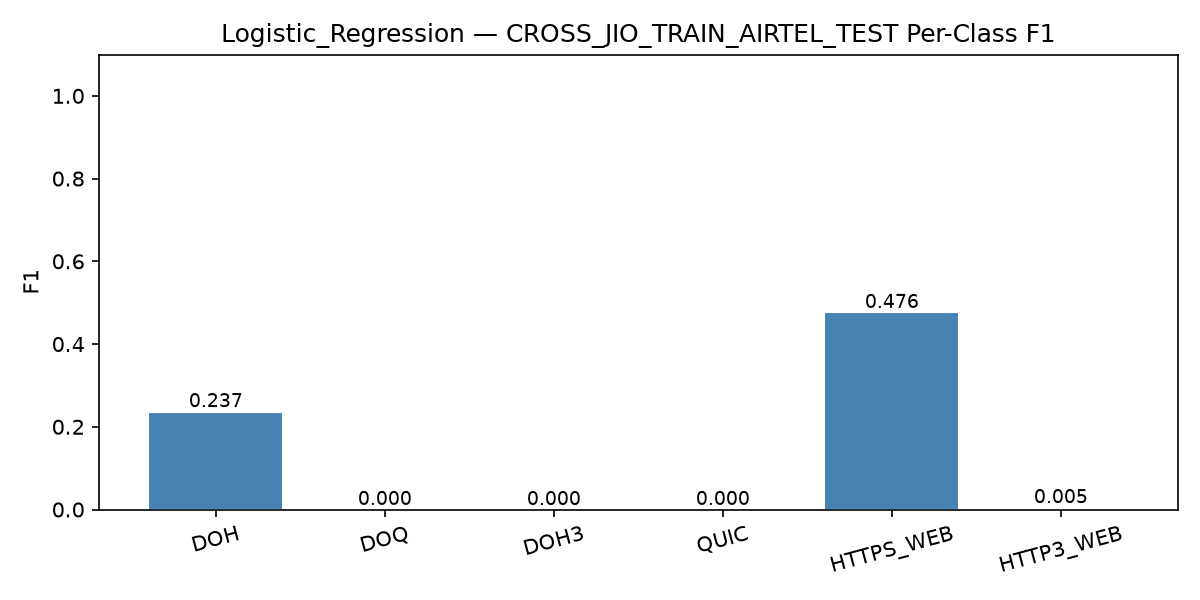 Logistic_Regression — CROSS_JIO_TRAIN_AIRTEL_TEST Per-Class F1
F1
1.0
0.8
0.6
0.4
0.2
0.0
0.237
0.000
0.000
0.000
0.476
0.005
DOH
DOQ
DOH3
QUIC
HTTPS_WEB
HTTP3_WEB